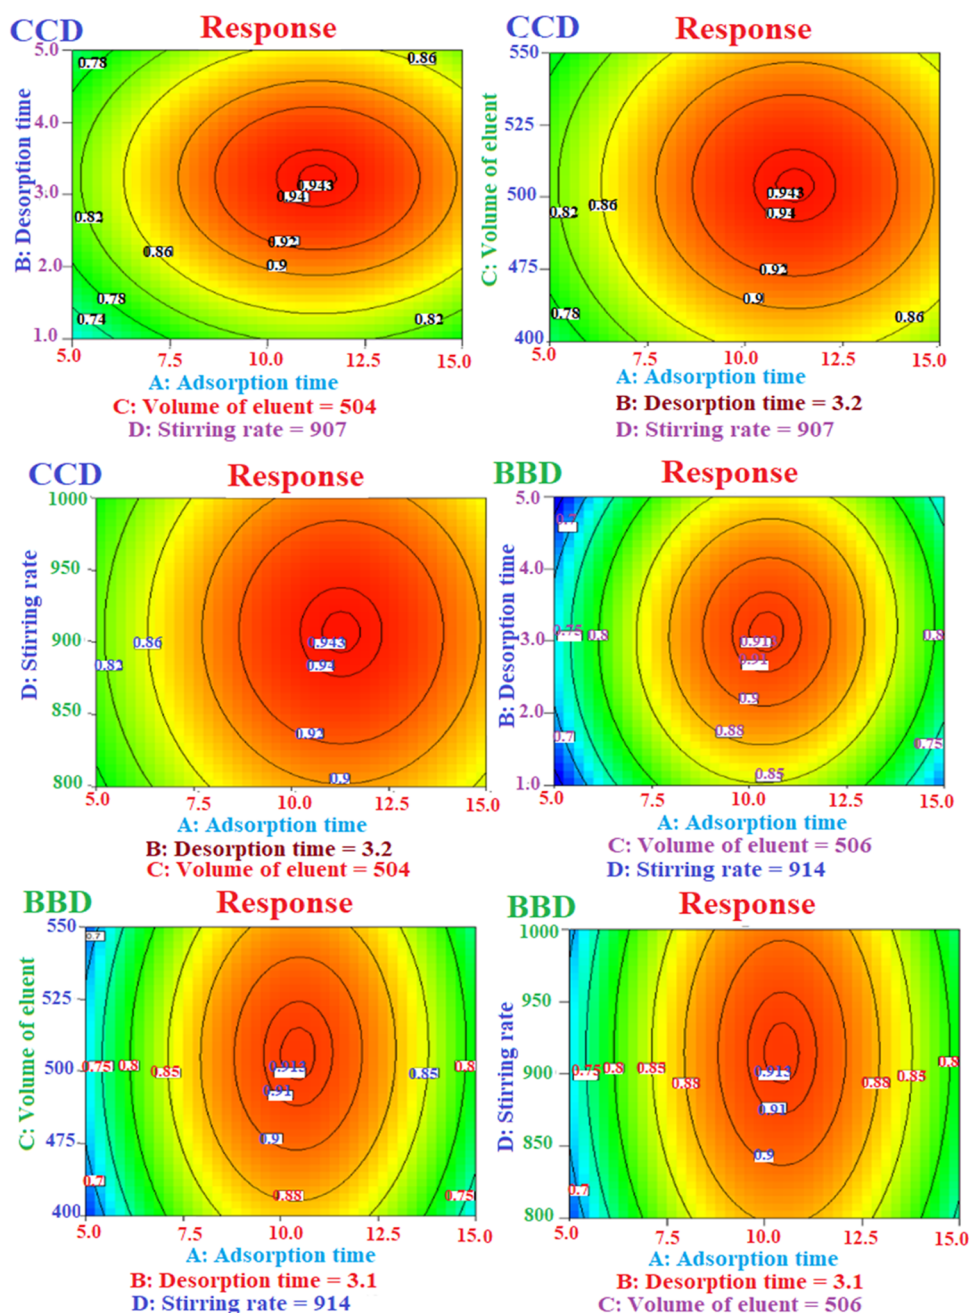 CCD Response
5.0
4.0
3.0
2.0
1.0
B: Desorption time
0.78
0.86
0.943
0.94
0.82
0.92
0.86
0.9
0.78
0.74
0.82
5.0 7.5 10.0 12.5 15.0
A: Adsorption time
C: Volume of eluent = 504
D: Stirring rate = 907
CCD Response
550
525
500
475
400
C: Volume of eluent
0.943
0.86
0.82
0.94
0.92
0.9
0.78
0.86
5.0 7.5 10.0 12.5 15.0
A: Adsorption time
B: Desorption time = 3.2
D: Stirring rate = 907
CCD Response
1000
950
900
850
800
D: Stirring rate
0.86
0.943
0.82
0.94
0.92
0.9
5.0 7.5 10.0 12.5 15.0
A: Adsorption time
B: Desorption time = 3.2
C: Volume of eluent = 504
BBD Response
5.0
4.0
3.0
2.0
1.0
B: Desorption time
0.7
0.75
0.8
0.8
0.91
0.9
0.88
0.7
0.75
0.85
5.0 7.5 10.0 12.5 15.0
A: Adsorption time
C: Volume of eluent = 506
D: Stirring rate = 914
BBD Response
550
525
500
475
400
C: Volume of eluent
0.7
0.75
0.8
0.85
0.913
0.85
0.8
0.91
0.9
0.7
0.88
0.75
5.0 7.5 10.0 12.5 15.0
A: Adsorption time
B: Desorption time = 3.1
D: Stirring rate = 914
BBD Response
1000
950
900
850
800
D: Stirring rate
0.75
0.8
0.85
0.88
0.913
0.88
0.85
0.8
0.91
0.9
0.7
5.0 7.5 10.0 12.5 15.0
A: Adsorption time
B: Desorption time = 3.1
C: Volume of eluent = 506